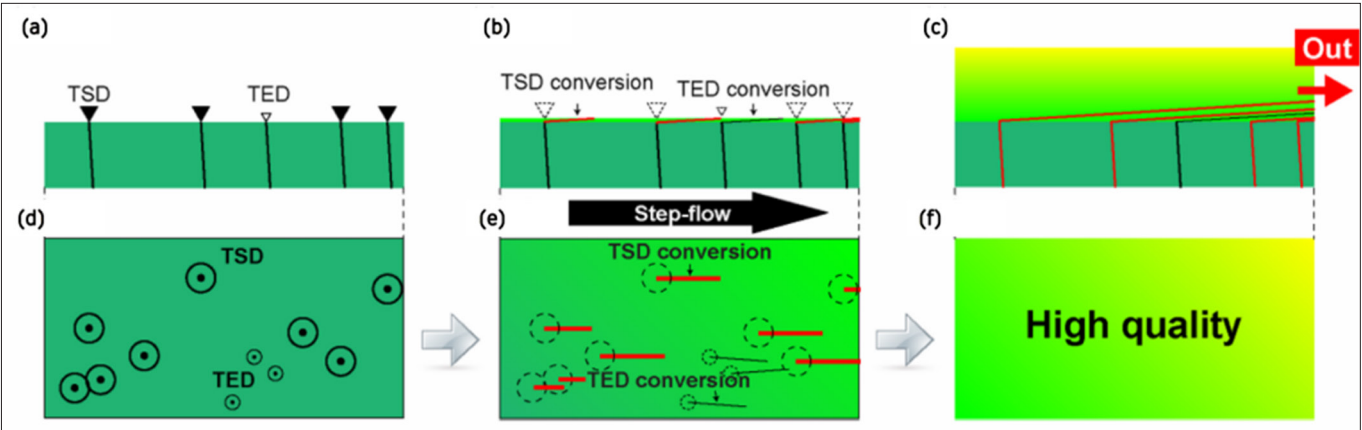 (a)
(b)
(c)
Out
TSD
TED
TSD conversion
TED conversion
(d)
Step-flow
(e)
(f)
TSD
TED
TSD conversion
TED conversion
High quality